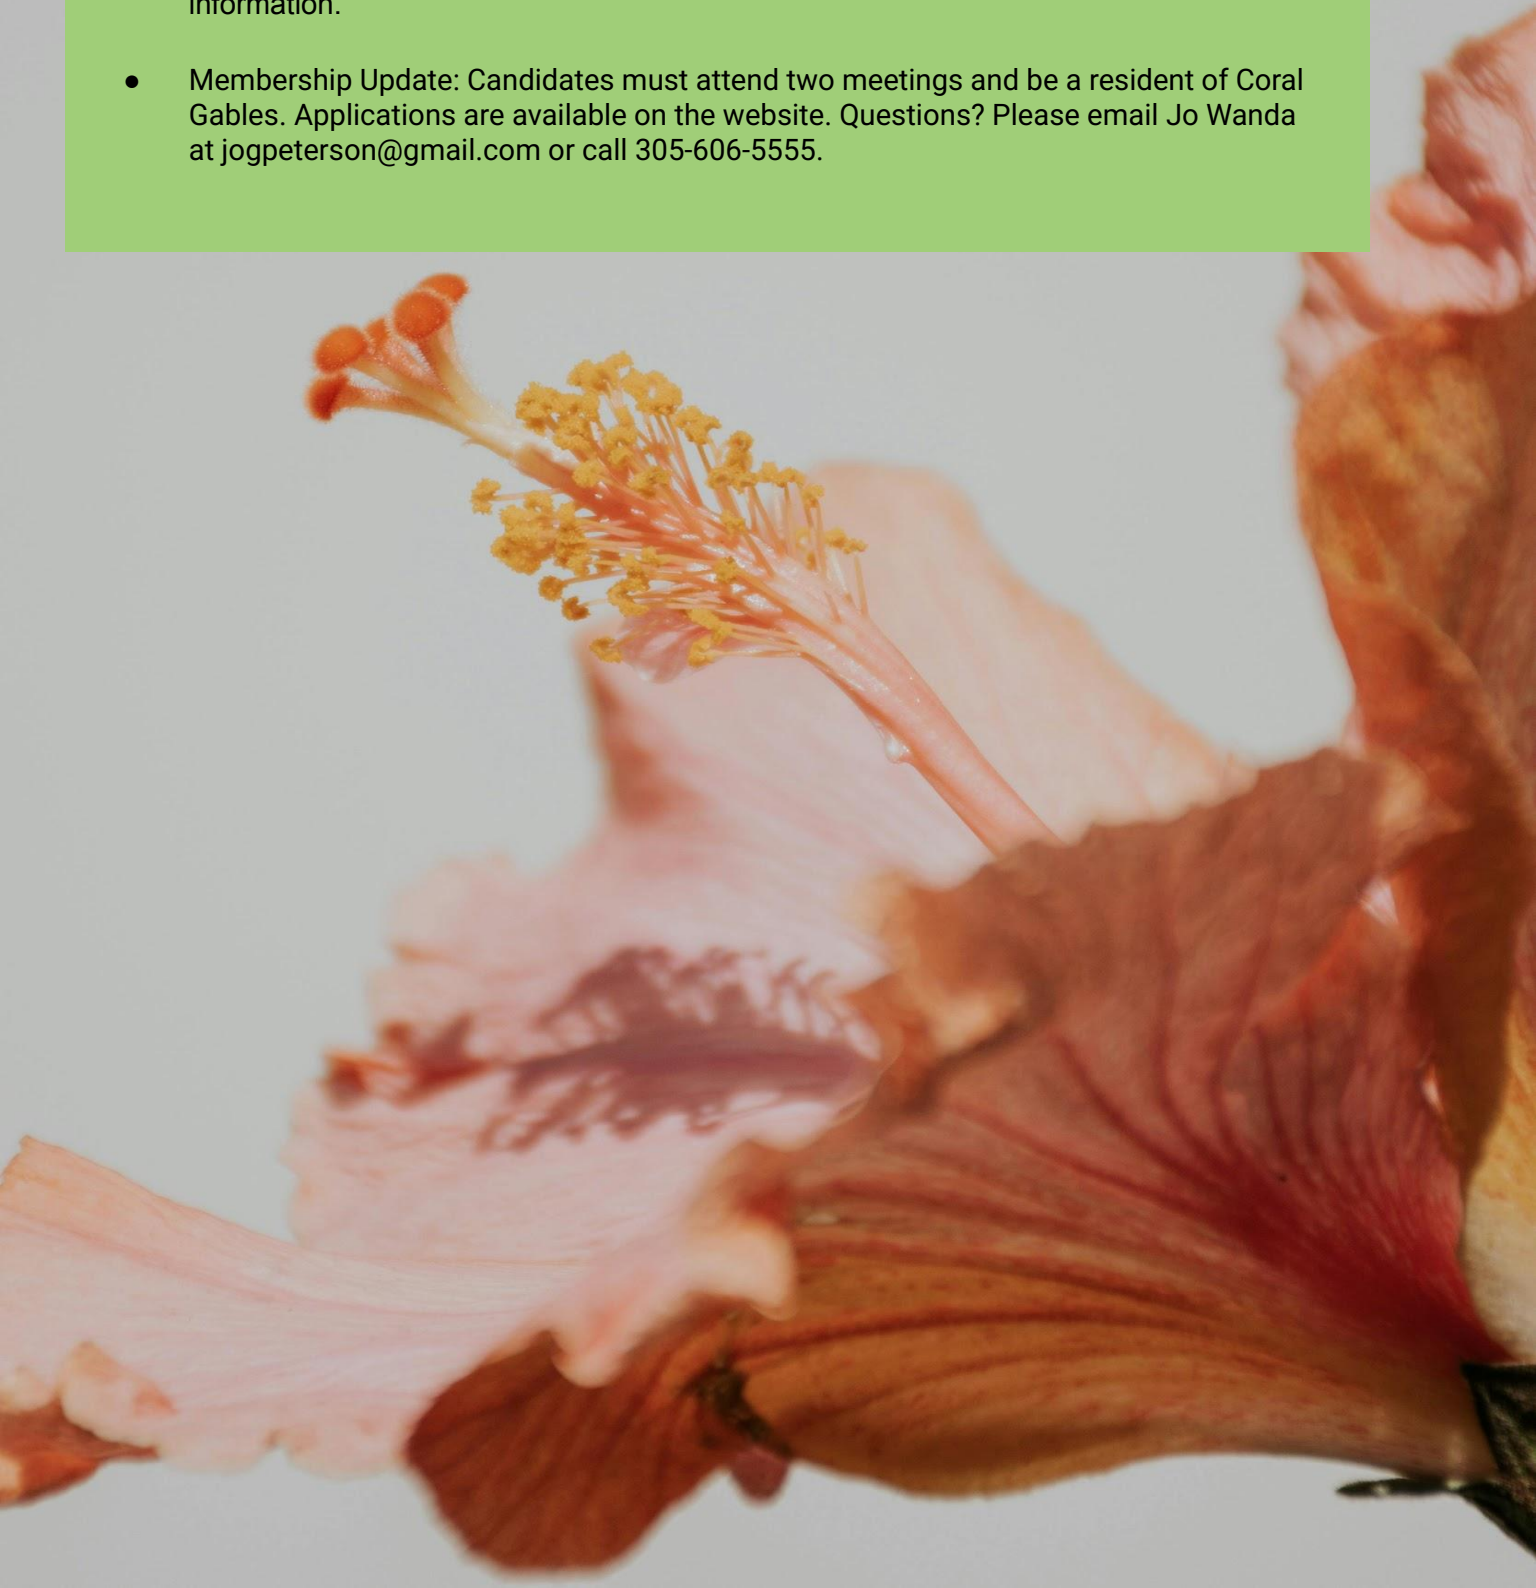 information.
● Membership Update: Candidates must attend two meetings and be a resident of Coral
Gables. Applications are available on the website. Questions? Please email Jo Wanda
at jogpeterson@gmail.com or call 305-606-5555.